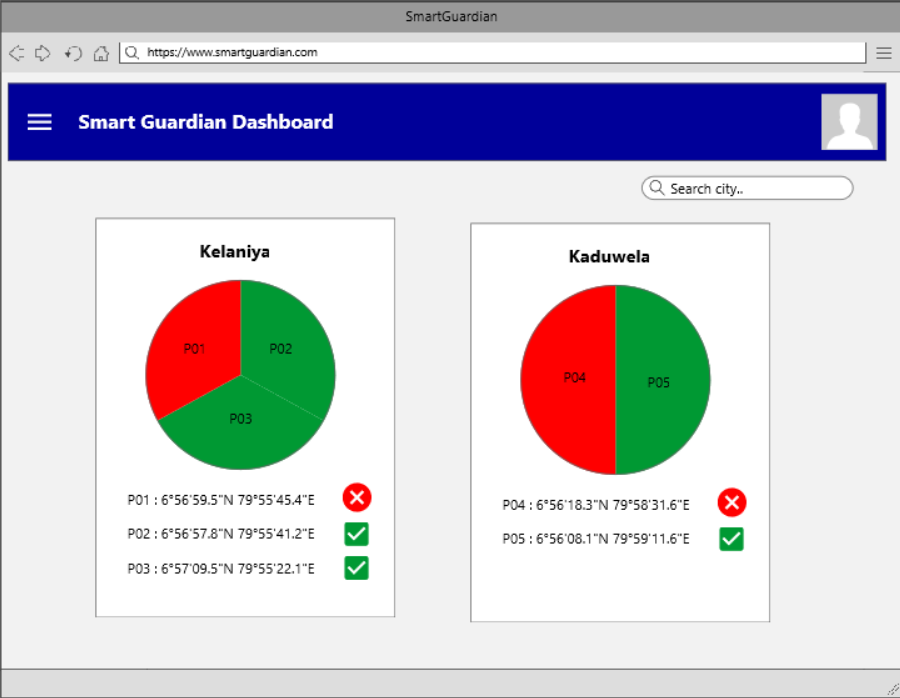 SmartGuardian
https://www.smartguardian.com
Smart Guardian Dashboard
Search city..
Kelaniya
P01
P02
P03
P01 : 6°56'59.5"N 79°55'45.4"E
P02 : 6°56'57.8"N 79°55'41.2"E
P03 : 6°57'09.5"N 79°55'22.1"E
Kaduwela
P04
P05
P04 : 6°56'18.3"N 79°58'31.6"E
P05 : 6°56'08.1"N 79°59'11.6"E